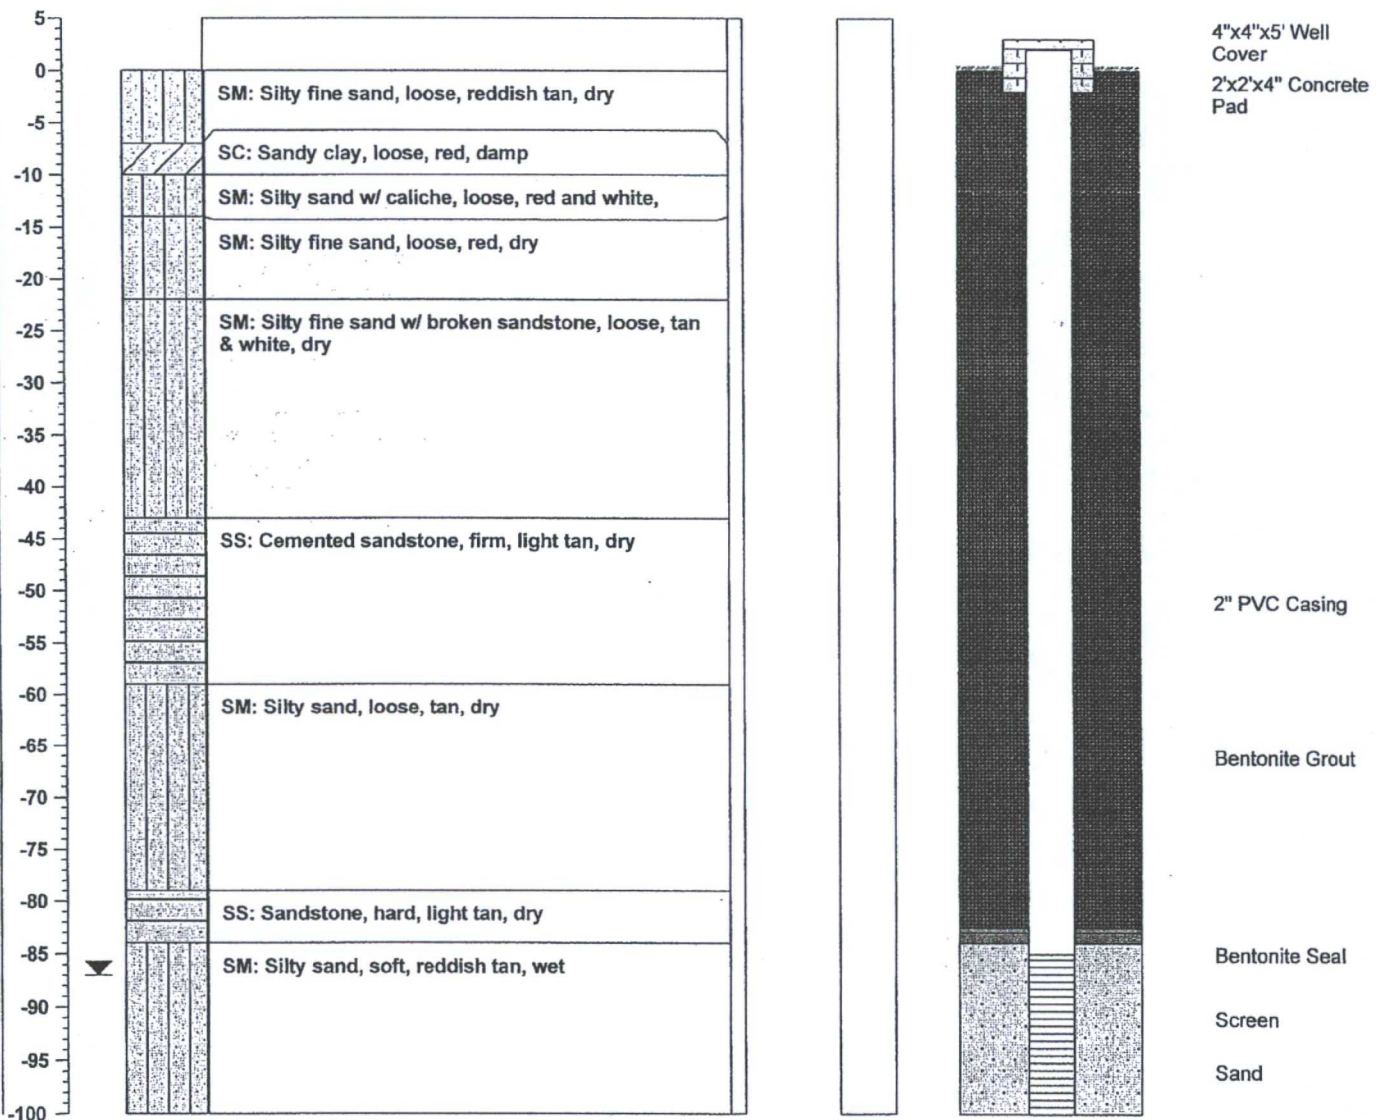 5
0
-5
-10
-15
-20
-25
-30
-35
-40
-45
-50
-55
-60
-65
-70
-75
-80
-85
-90
-95
-100
SM: Silty fine sand, loose, reddish tan, dry
SC: Sandy clay, loose, red, damp
SM: Silty sand w/ caliche, loose, red and white,
SM: Silty fine sand, loose, red, dry
SM: Silty fine sand w/ broken sandstone, loose, tan
& white, dry
SS: Cemented sandstone, firm, light tan, dry
SM: Silty sand, loose, tan, dry
SS: Sandstone, hard, light tan, dry
SM: Silty sand, soft, reddish tan, wet
4"x4"x5' Well
Cover
2'x2'x4" Concrete
Pad
2" PVC Casing
Bentonite Grout
Bentonite Seal
Screen
Sand